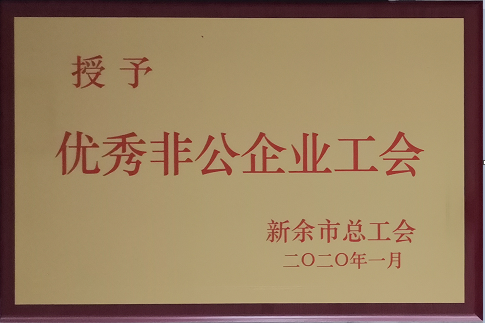 授予
优秀非公企业工会
新余市总工会
二〇二〇年一月